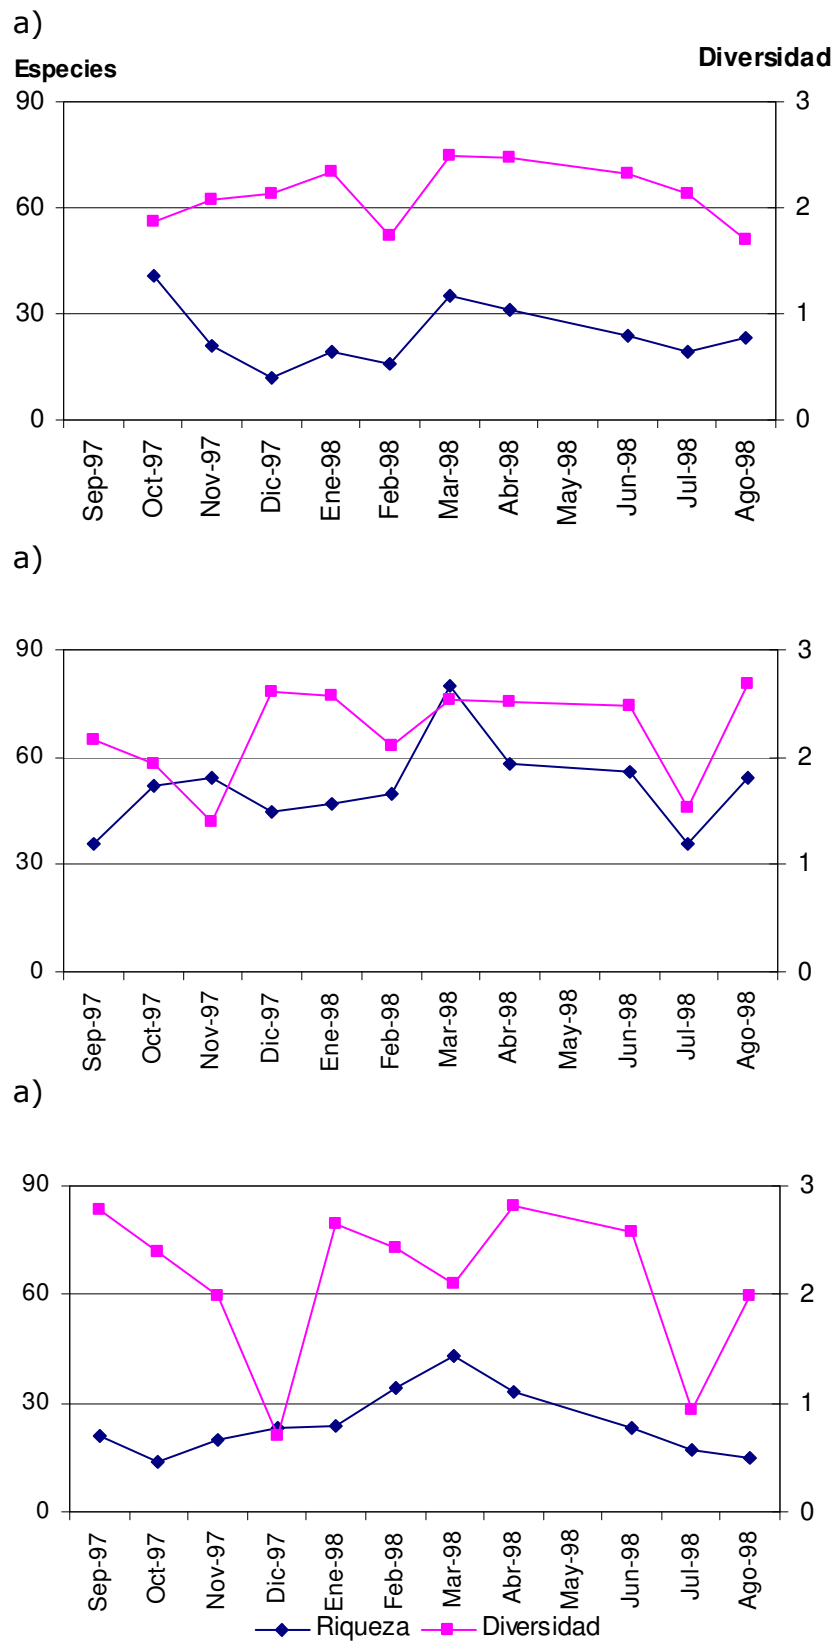 a)
Especies Diversidad
90 3
60 2
30 1
0 0
Sep-97 Oct-97 Nov-97 Dic-97 Ene-98 Feb-98 Mar-98 Abr-98 May-98 Jun-98 Jul-98 Ago-98
a)
90 3
60 2
30 1
0 0
Sep-97 Oct-97 Nov-97 Dic-97 Ene-98 Feb-98 Mar-98 Abr-98 May-98 Jun-98 Jul-98 Ago-98
a)
90 3
60 2
30 1
0 0
Sep-97 Oct-97 Nov-97 Dic-97 Ene-98 Feb-98 Mar-98 Abr-98 May-98 Jun-98 Jul-98 Ago-98
Riqueza Diversidad